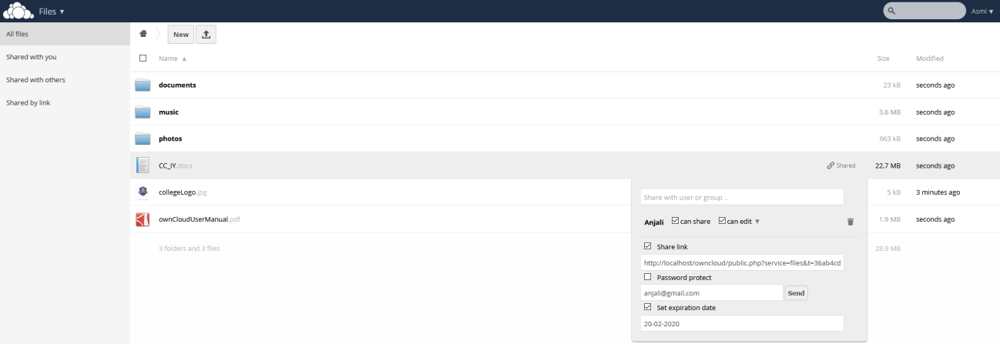 Files ▾ Asmi ▾
All files
New
Shared with you
Name ▲ Size Modified
Shared with others
documents 23 kB seconds ago
Shared by link
music 3.6 MB seconds ago
photos 663 kB seconds ago
CC_IY.docx Shared 22.7 MB seconds ago
collegeLogo.jpg 5 kB 3 minutes ago
Share with user or group ...
ownCloudUserManual.pdf 1.9 MB seconds ago
Anjali can share can edit ▾
3 folders and 3 files 28.9 MB
Share link
http://localhost/owncloud/public.php?service=files&t=36ab4cd
Password protect
anjali@gmail.com Send
Set expiration date
20-02-2020